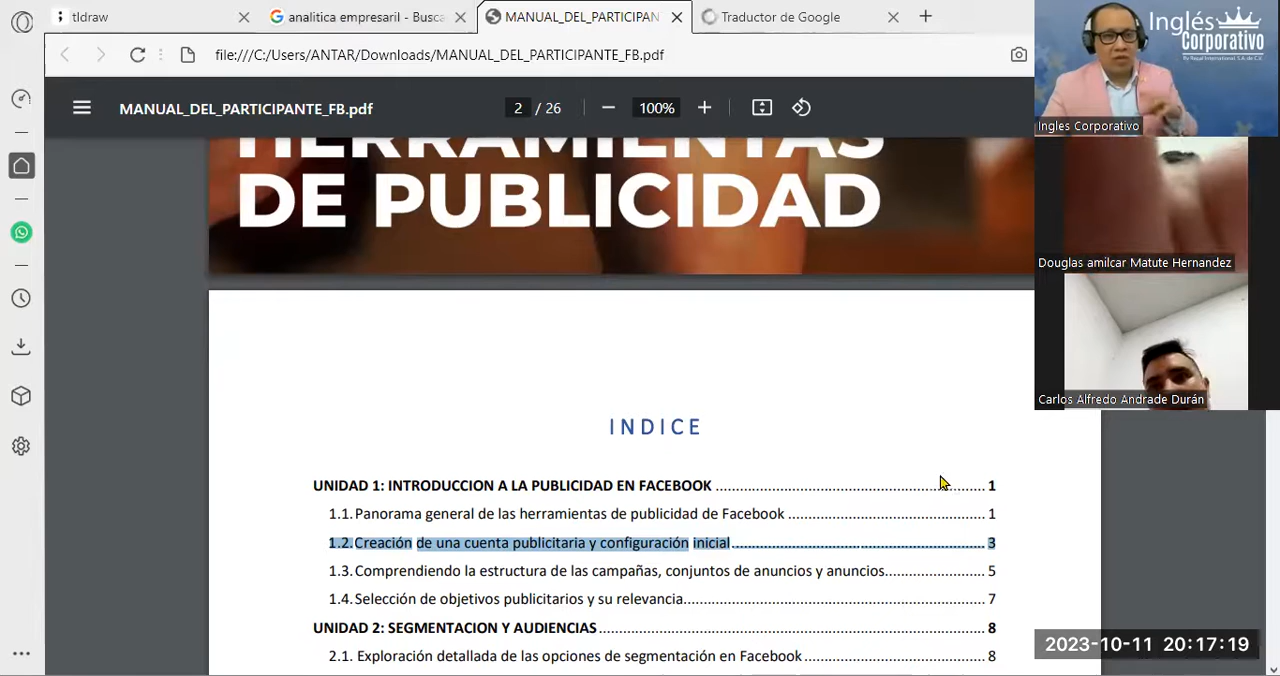 tldraw
analitica empresaril - Busca
MANUAL_DEL_PARTICIPAN
Traductor de Google
file:///C:/Users/ANTAR/Downloads/MANUAL_DEL_PARTICIPANTE_FB.pdf
MANUAL_DEL_PARTICIPANTE_FB.pdf
2 / 26
100%
Inglés
Corporativo
By Royal International, S.A. de C.V.
Ingles Corporativo
Douglas amilcar Matute Hernandez
Carlos Alfredo Andrade Durán
HERRAMIENTAS
DE PUBLICIDAD
INDICE
UNIDAD 1: INTRODUCCION A LA PUBLICIDAD EN FACEBOOK 1
1.1. Panorama general de las herramientas de publicidad de Facebook 1
1.2. Creación de una cuenta publicitaria y configuración inicial 3
1.3. Comprendiendo la estructura de las campañas, conjuntos de anuncios y anuncios 5
1.4. Selección de objetivos publicitarios y su relevancia 7
UNIDAD 2: SEGMENTACION Y AUDIENCIAS 8
2.1. Exploración detallada de las opciones de segmentación en Facebook 8
2023-10-11 20:17:19